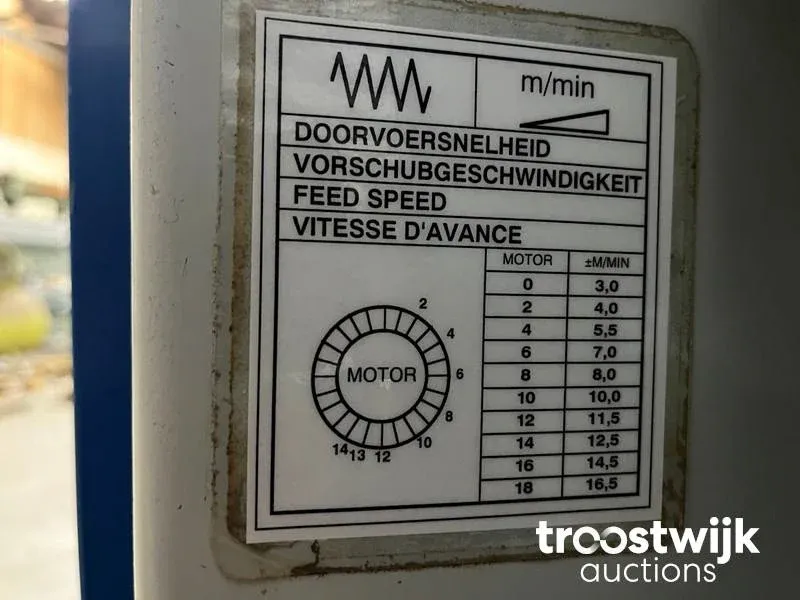 m/min
DOORVOERSNELHEID
VORSCHUBGESCHWINDIGKEIT
FEED SPEED
VITESSE D'AVANCE
MOTOR ±M/MIN
0 3,0
2 4,0
4 5,5
6 7,0
8 8,0
10 10,0
12 11,5
14 12,5
16 14,5
18 16,5
2
4
6
MOTOR
8
10
12
13
14
troostwijk
auctions